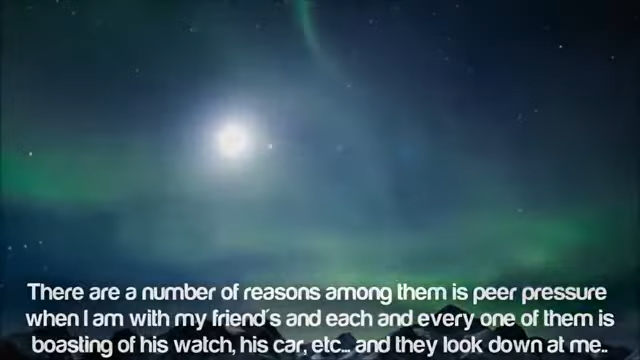 There are a number of reasons among them is peer pressure
when I am with my friend's and each and every one of them is
boasting of his watch, his car, etc... and they look down at me..